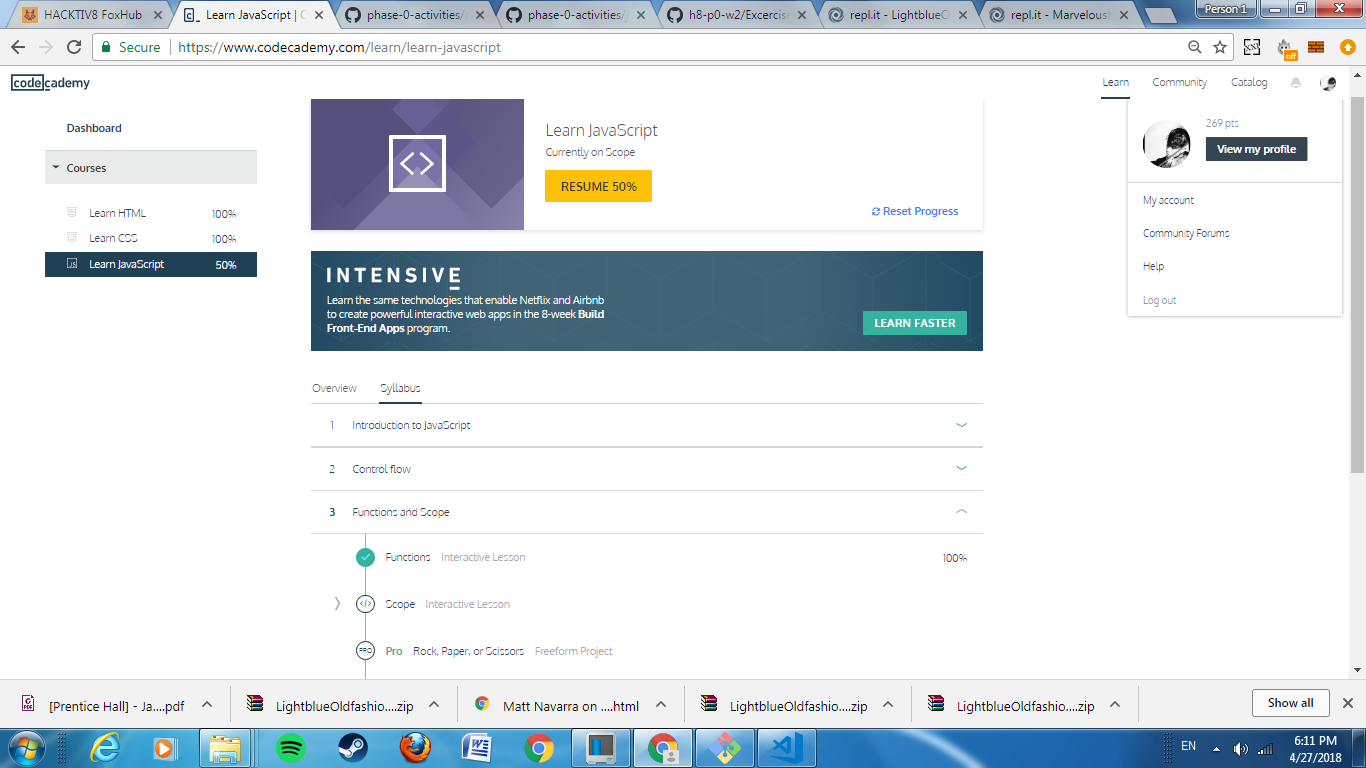 HACKTIV8 FoxHub
Learn JavaScript | C
phase-0-activities/
phase-0-activities/
h8-p0-w2/Excercise
repl.it - LightblueO
repl.it - Marvelous
Person 1
Secure
https://www.codecademy.com/learn/learn-javascript
off
codecademy
Learn
Community
Catalog
Dashboard
Courses
Learn HTML 100%
Learn CSS 100%
JS Learn JavaScript 50%
Learn JavaScript
Currently on Scope
RESUME 50%
Reset Progress
269 pts
View my profile
My account
Community Forums
Help
Log out
INTENSIVE
Learn the same technologies that enable Netflix and Airbnb
to create powerful interactive web apps in the 8-week Build
Front-End Apps program.
LEARN FASTER
Overview
Syllabus
1 Introduction to JavaScript
2 Control flow
3 Functions and Scope
Functions Interactive Lesson 100%
Scope Interactive Lesson
PRO Pro Rock, Paper, or Scissors Freeform Project
[Prentice Hall] - Ja....pdf
LightblueOldfashio....zip
Matt Navarra on ....html
LightblueOldfashio....zip
LightblueOldfashio....zip
Show all
EN
6:11 PM
4/27/2018